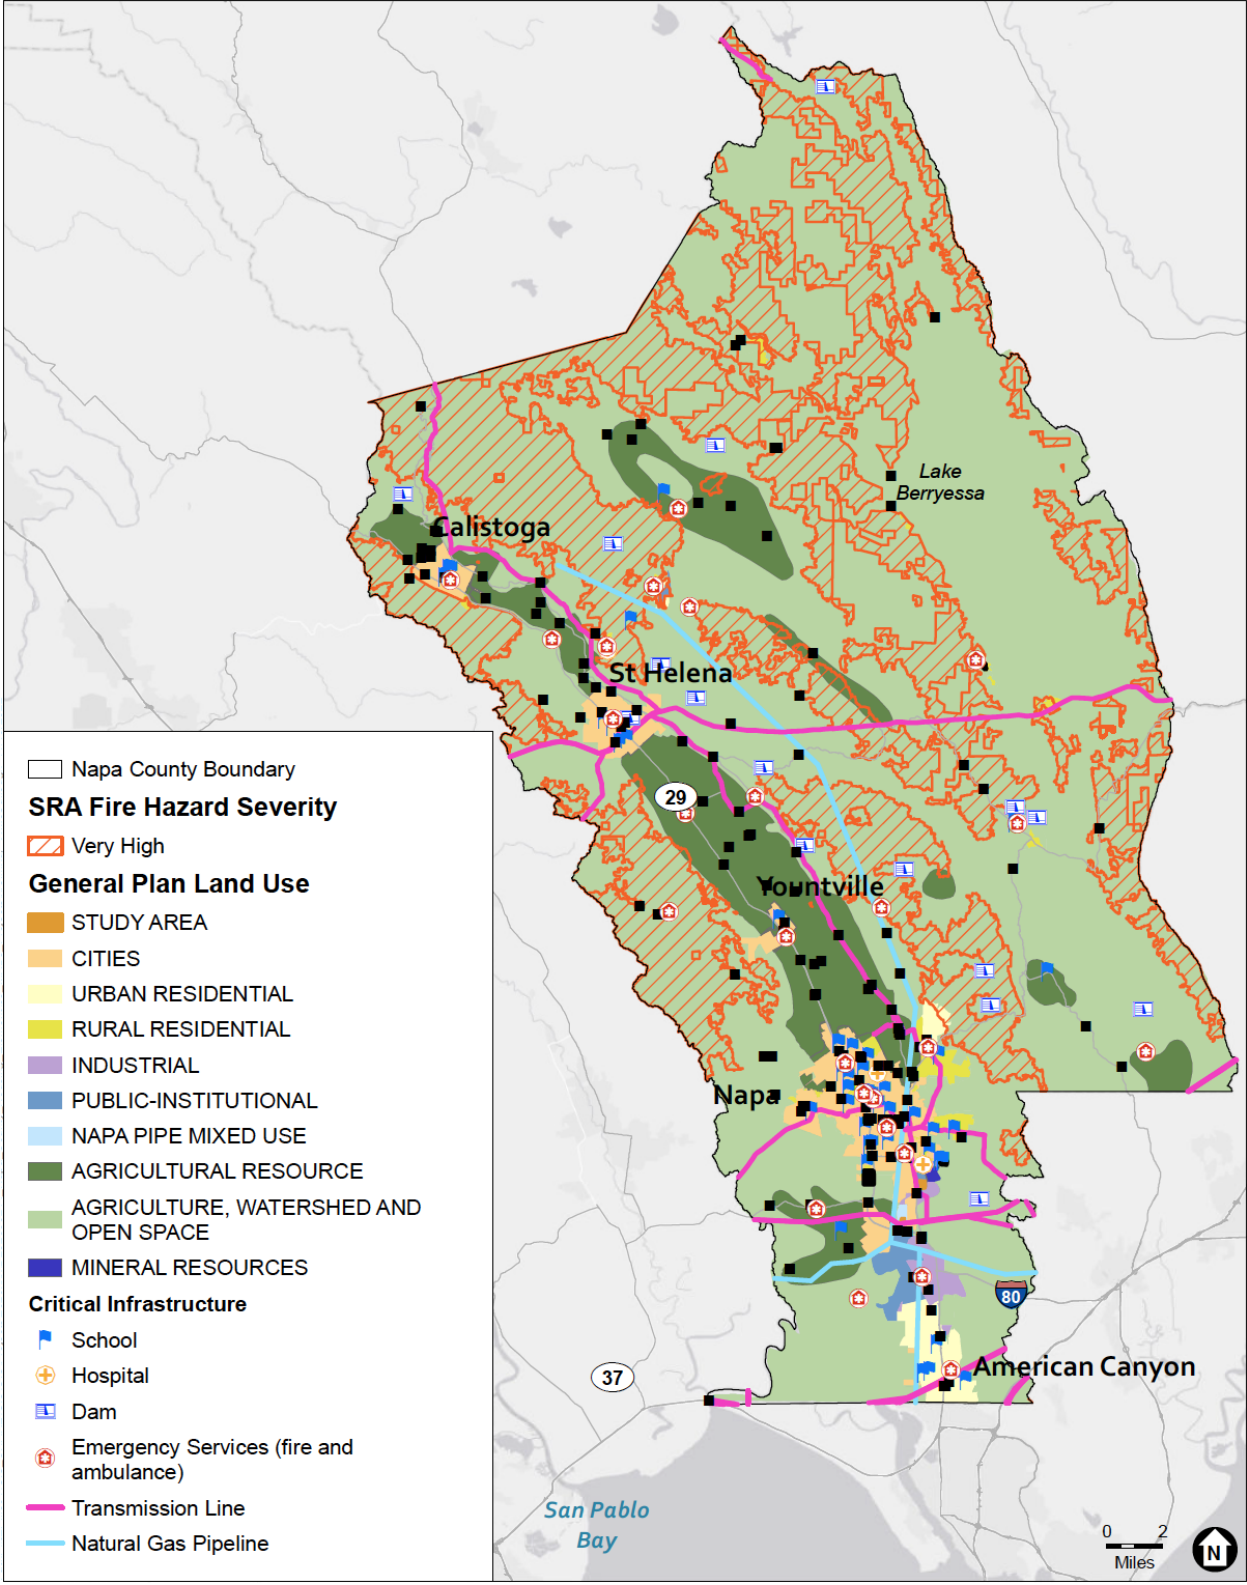 Lake
Berryessa
Calistoga
St Helena
29
Yountville
Napa
80
American Canyon
37
San Pablo
Bay
0 2
Miles
N
Napa County Boundary
SRA Fire Hazard Severity
Very High
General Plan Land Use
STUDY AREA
CITIES
URBAN RESIDENTIAL
RURAL RESIDENTIAL
INDUSTRIAL
PUBLIC-INSTITUTIONAL
NAPA PIPE MIXED USE
AGRICULTURAL RESOURCE
AGRICULTURE, WATERSHED AND
OPEN SPACE
MINERAL RESOURCES
Critical Infrastructure
School
Hospital
Dam
Emergency Services (fire and
ambulance)
Transmission Line
Natural Gas Pipeline